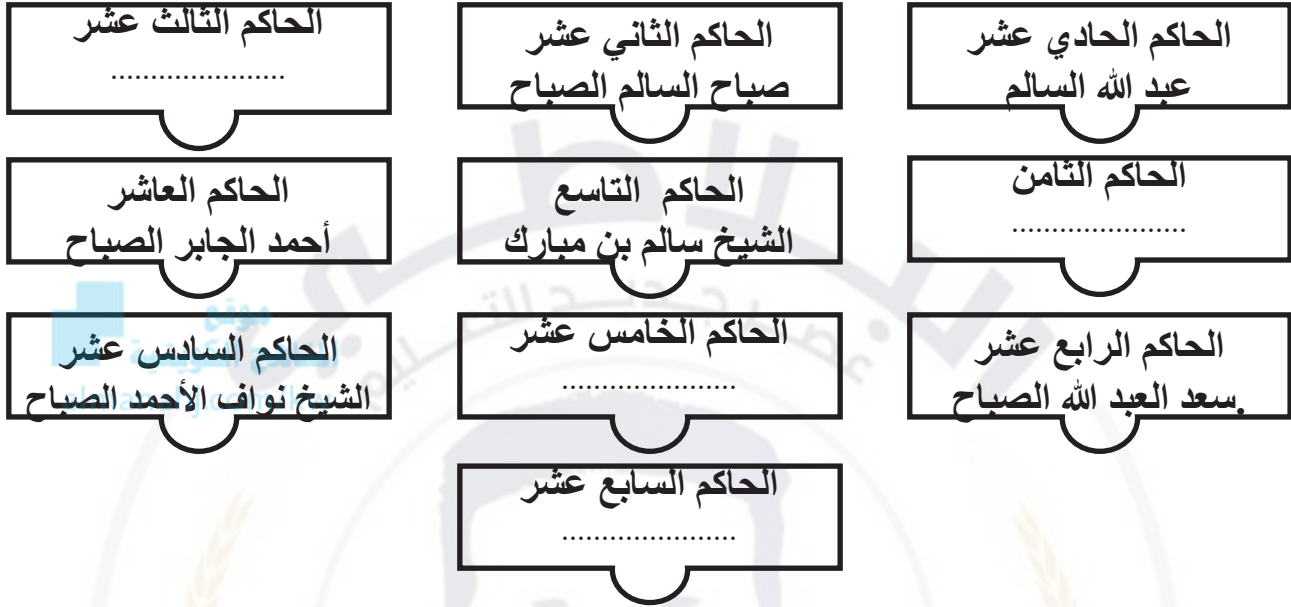 الحاكم الحادي عشر
عبد الله السالم
الحاكم الثاني عشر
صباح السالم الصباح
الحاكم الثالث عشر
......................
الحاكم الثامن
......................
الحاكم التاسع
الشيخ سالم بن مبارك
الحاكم العاشر
أحمد الجابر الصباح
الحاكم الرابع عشر
سعد العبد الله الصباح.
الحاكم الخامس عشر
......................
الحاكم السادس عشر
الشيخ نواف الأحمد الصباح
الحاكم السابع عشر
......................
موقع